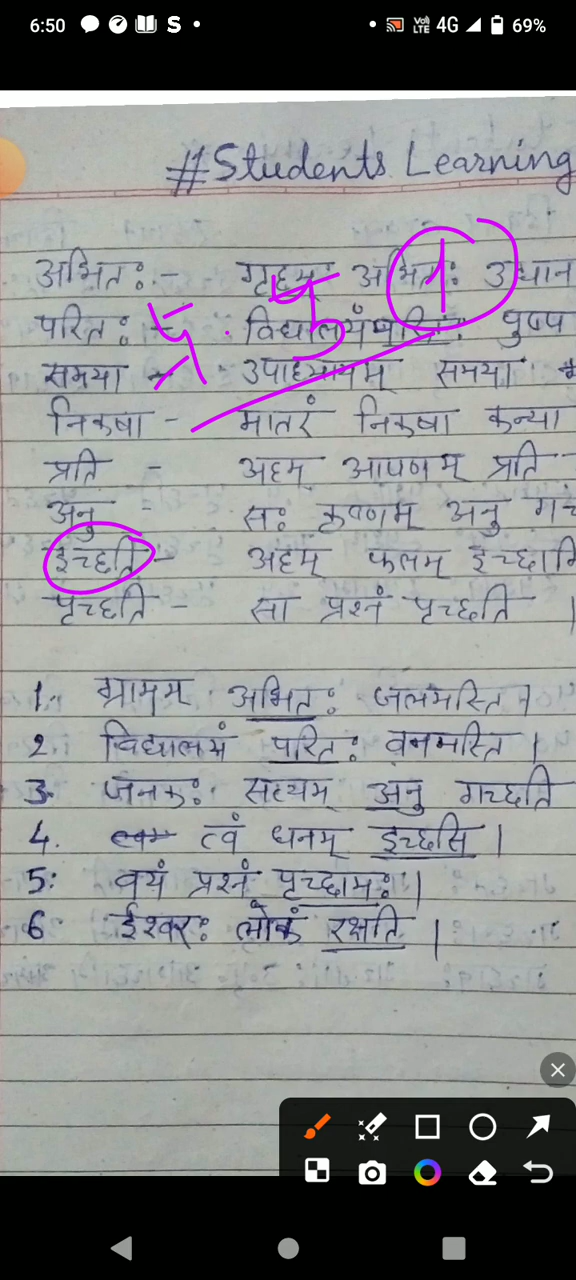 6:50 S 4G 69%
#Students Learning
अभितः - गृहम् अभितः उद्यान
परितः - विद्यालयं परितः पुष्प
समया - उपाध्यायम् समया
निकषा - मातरं निकषा कन्या
प्रति - अहम् आपणम् प्रति -
अनु - सः कृष्णम् अनु गच्
इच्छति - अहम् फलम् इच्छामि
पृच्छति - सा प्रश्नं पृच्छति ।
1. ग्रामम् अभितः जलमस्ति ।
2 विद्यालयं परितः वनमस्ति ।
3. जनकः सत्यम् अनु गच्छति
4. त्वं धनम् इच्छसि ।
5: वयं प्रश्नं पृच्छामः ।
6 ईश्वरः लोकं रक्षति ।